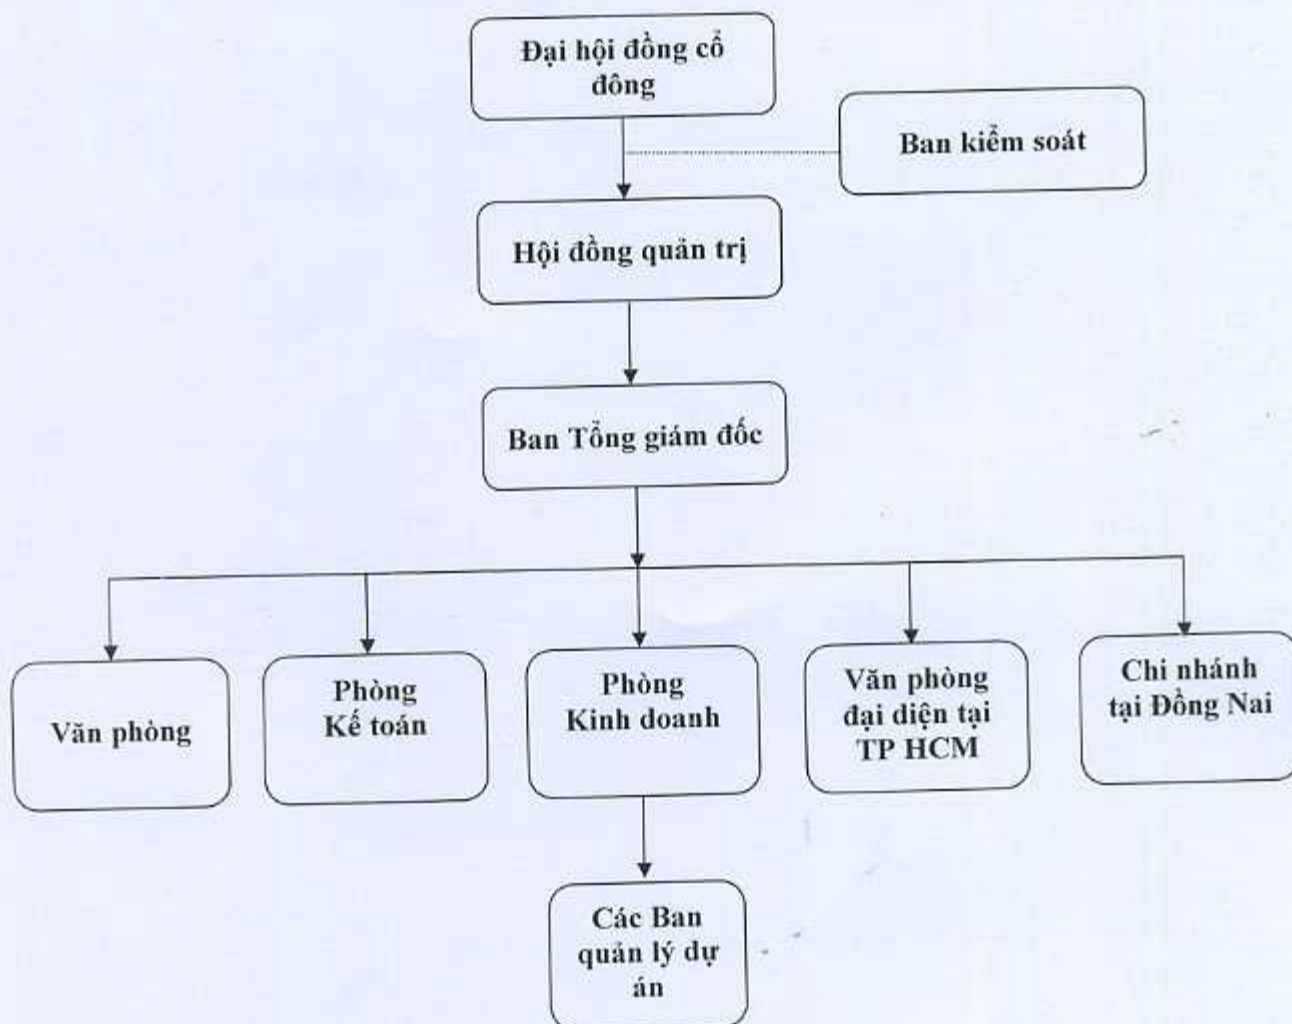 Đại hội đồng cổ
đông
Ban kiểm soát
Hội đồng quản trị
Ban Tổng giám đốc
Văn phòng
Phòng
Kế toán
Phòng
Kinh doanh
Văn phòng
đại diện tại
TP HCM
Chi nhánh
tại Đồng Nai
Các Ban
quản lý dự
án